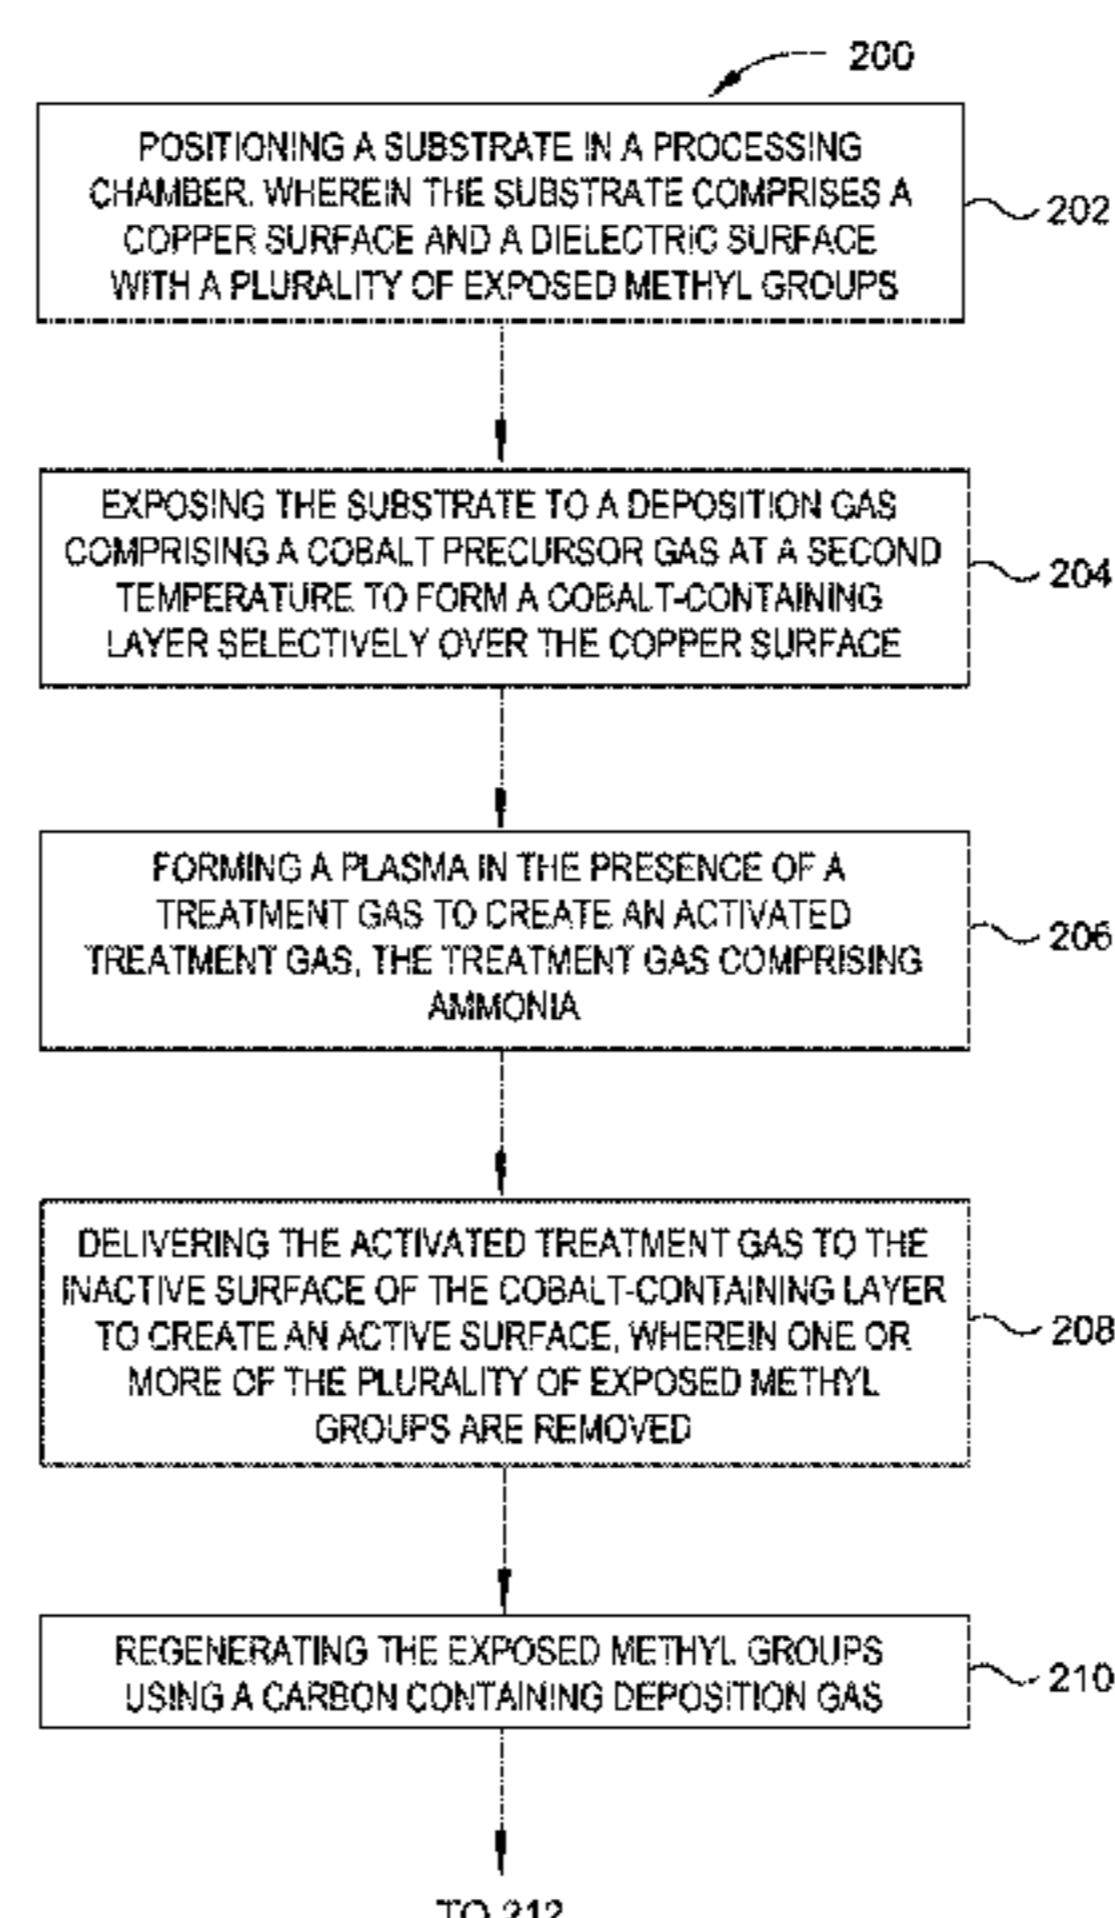 200
POSITIONING A SUBSTRATE IN A PROCESSING
CHAMBER. WHEREIN THE SUBSTRATE COMPRISES A
COPPER SURFACE AND A DIELECTRIC SURFACE
WITH A PLURALITY OF EXPOSED METHYL GROUPS
202
EXPOSING THE SUBSTRATE TO A DEPOSITION GAS
COMPRISING A COBALT PRECURSOR GAS AT A SECOND
TEMPERATURE TO FORM A COBALT-CONTAINING
LAYER SELECTIVELY OVER THE COPPER SURFACE
204
FORMING A PLASMA IN THE PRESENCE OF A
TREATMENT GAS TO CREATE AN ACTIVATED
TREATMENT GAS, THE TREATMENT GAS COMPRISING
AMMONIA
206
DELIVERING THE ACTIVATED TREATMENT GAS TO THE
INACTIVE SURFACE OF THE COBALT-CONTAINING LAYER
TO CREATE AN ACTIVE SURFACE, WHEREIN ONE OR
MORE OF THE PLURALITY OF EXPOSED METHYL
GROUPS ARE REMOVED
208
REGENERATING THE EXPOSED METHYL GROUPS
USING A CARBON CONTAINING DEPOSITION GAS
210
TO 212